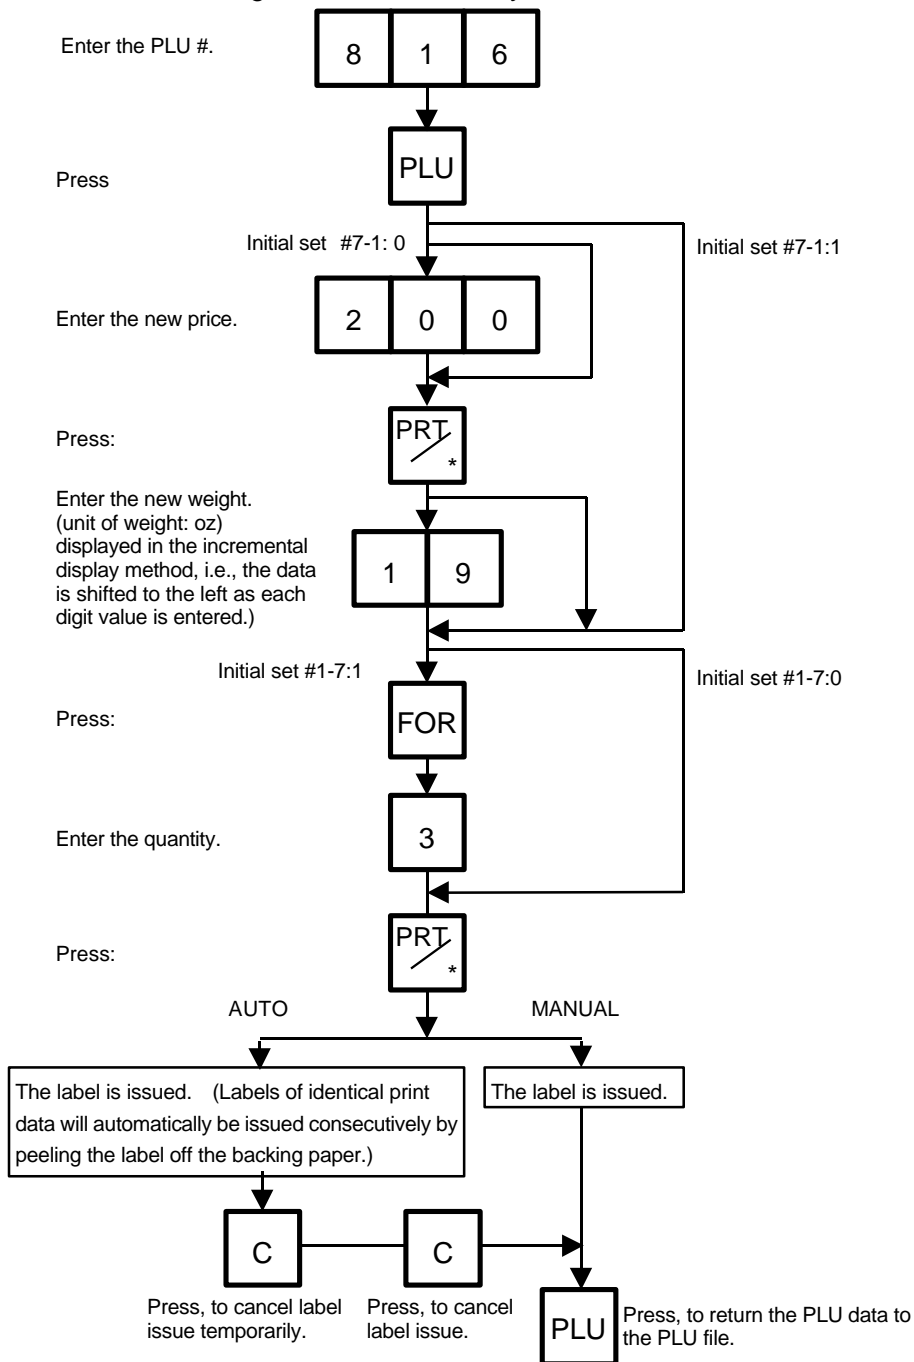 Enter the PLU #.
8 1 6
PLU
Press
Initial set #7-1: 0
Initial set #7-1:1
Enter the new price.
2 0 0
PRT
*
Press:
Enter the new weight.
(unit of weight: oz)
displayed in the incremental
display method, i.e., the data
is shifted to the left as each
digit value is entered.)
1 9
Initial set #1-7:1
Initial set #1-7:0
Press:
FOR
Enter the quantity.
3
Press:
PRT
*
AUTO
MANUAL
The label is issued. (Labels of identical print
data will automatically be issued consecutively by
peeling the label off the backing paper.)
The label is issued.
C
C
Press, to cancel label
issue temporarily.
Press, to cancel
label issue.
PLU
Press, to return the PLU data to
the PLU file.